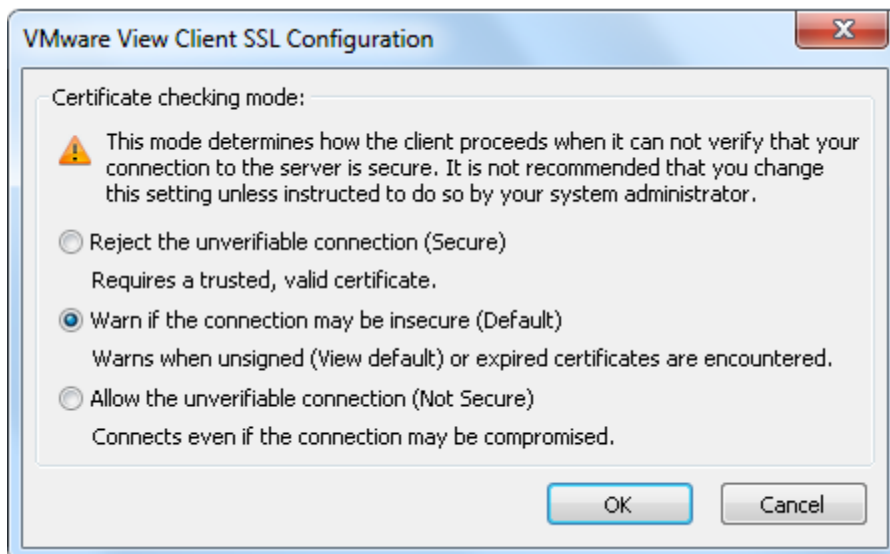 VMware View Client SSL Configuration
Certificate checking mode:
This mode determines how the client proceeds when it can not verify that your
connection to the server is secure. It is not recommended that you change
this setting unless instructed to do so by your system administrator.
Reject the unverifiable connection (Secure)
Requires a trusted, valid certificate.
Warn if the connection may be insecure (Default)
Warns when unsigned (View default) or expired certificates are encountered.
Allow the unverifiable connection (Not Secure)
Connects even if the connection may be compromised.
OK Cancel